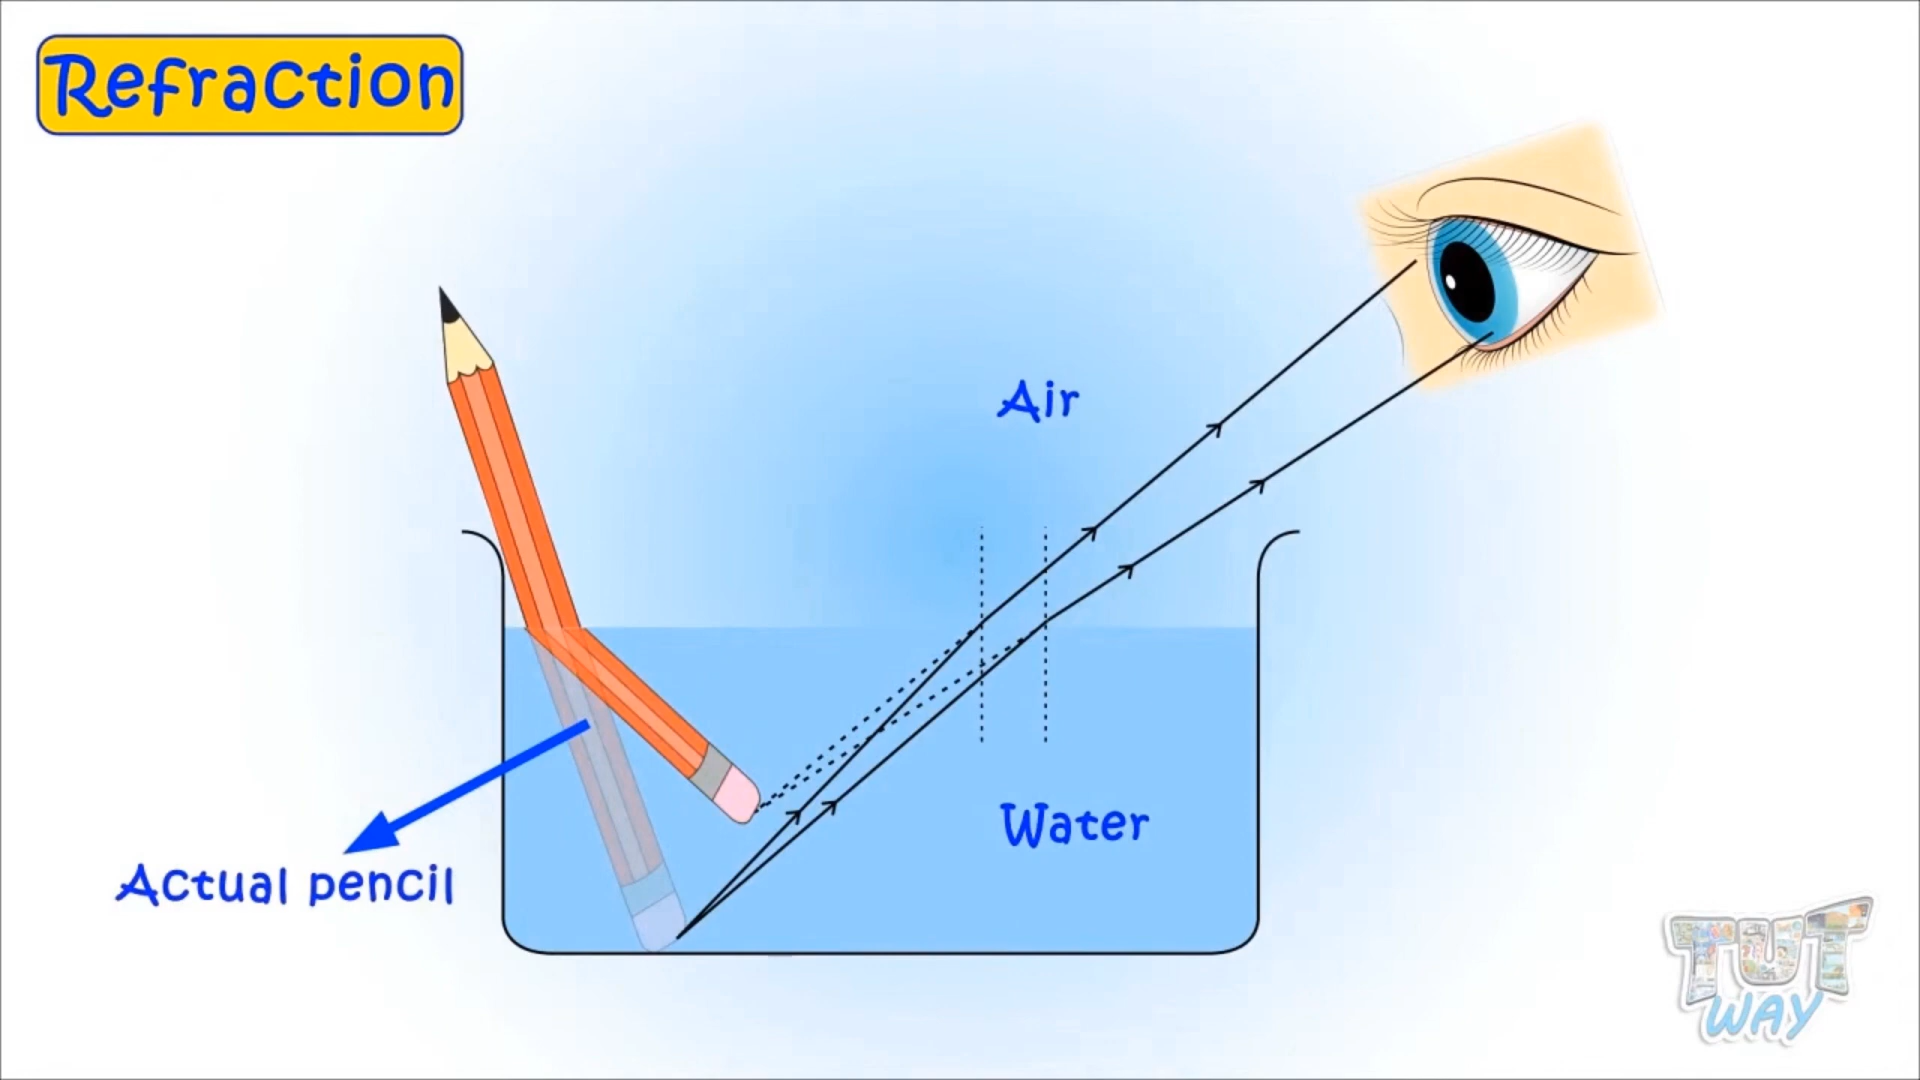 Refraction
Air
Water
Actual pencil
TUT
WAY